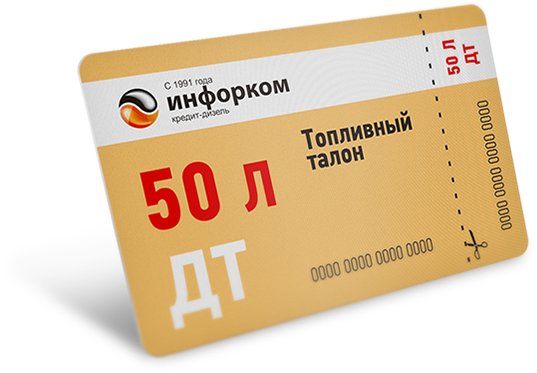 С 1991 года
инфорком
кредит-дизель
Топливный
талон
50 Л
ДТ
0000 0000 0000 0000
50 Л
ДТ
0000 0000 0000 0000